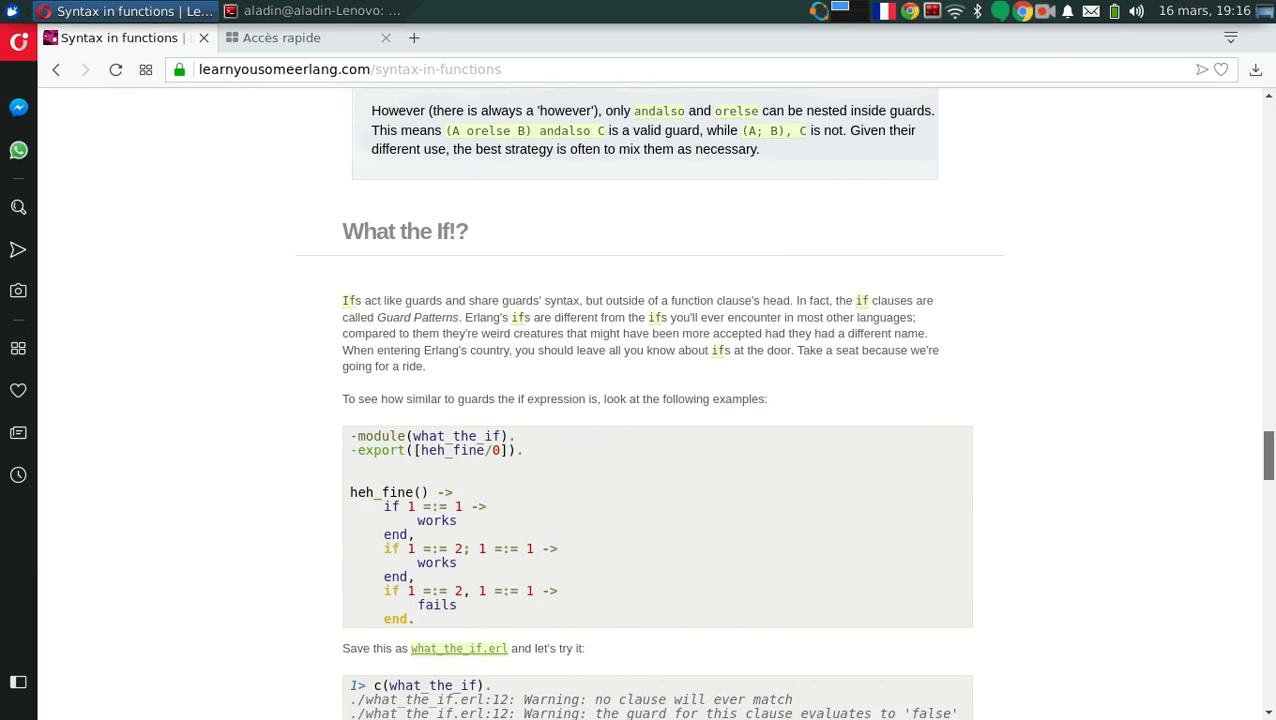 Syntax in functions | Le...
aladin@aladin-Lenovo: ...
16 mars, 19:16
Syntax in functions |
Accès rapide
learnyousomeerlang.com/syntax-in-functions
However (there is always a 'however'), only andalso and orelse can be nested inside guards.
This means (A orelse B) andalso C is a valid guard, while (A; B), C is not. Given their
different use, the best strategy is often to mix them as necessary.
What the If!?
Ifs act like guards and share guards' syntax, but outside of a function clause's head. In fact, the if clauses are
called Guard Patterns. Erlang's ifs are different from the ifs you'll ever encounter in most other languages;
compared to them they're weird creatures that might have been more accepted had they had a different name.
When entering Erlang's country, you should leave all you know about ifs at the door. Take a seat because we're
going for a ride.
To see how similar to guards the if expression is, look at the following examples:
-module(what_the_if).
-export([heh_fine/0]).
heh_fine() ->
if 1 =:= 1 ->
works
end,
if 1 =:= 2; 1 =:= 1 ->
works
end,
if 1 =:= 2, 1 =:= 1 ->
fails
end.
Save this as what_the_if.erl and let's try it:
1> c(what_the_if).
./what_the_if.erl:12: Warning: no clause will ever match
./what_the_if.erl:12: Warning: the guard for this clause evaluates to 'false'